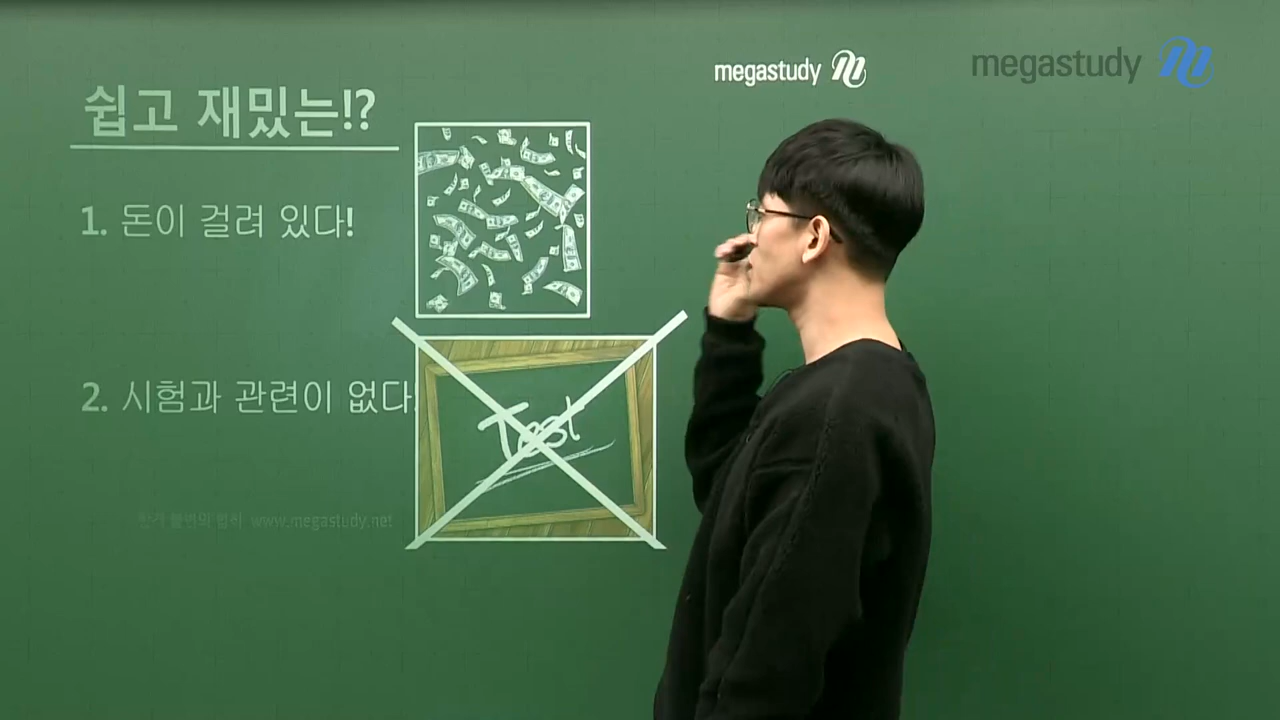 megastudy
megastudy
쉽고 재밌는!?
1. 돈이 걸려 있다!
2. 시험과 관련이 없다!
Test
www.megastudy.net